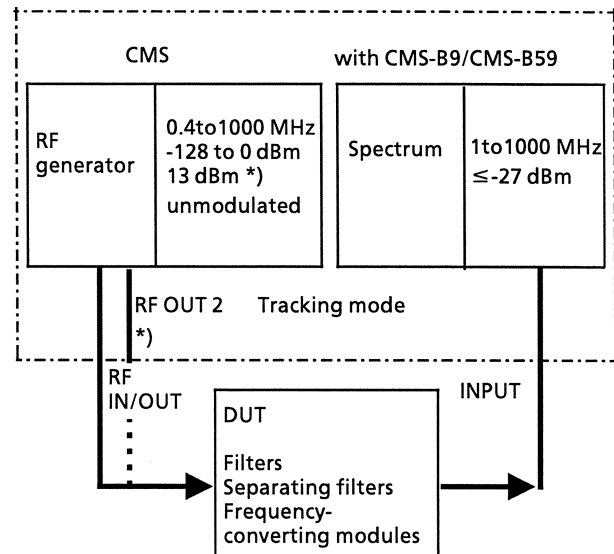 CMS
with CMS-B9/CMS-B59
RF
generator
0.4to1000 MHz
-128 to 0 dBm
13 dBm *)
unmodulated
Spectrum
1to1000 MHz
≤-27 dBm
RF OUT 2
*)
Tracking mode
RF
IN/OUT
INPUT
DUT
Filters
Separating filters
Frequency-
converting modules